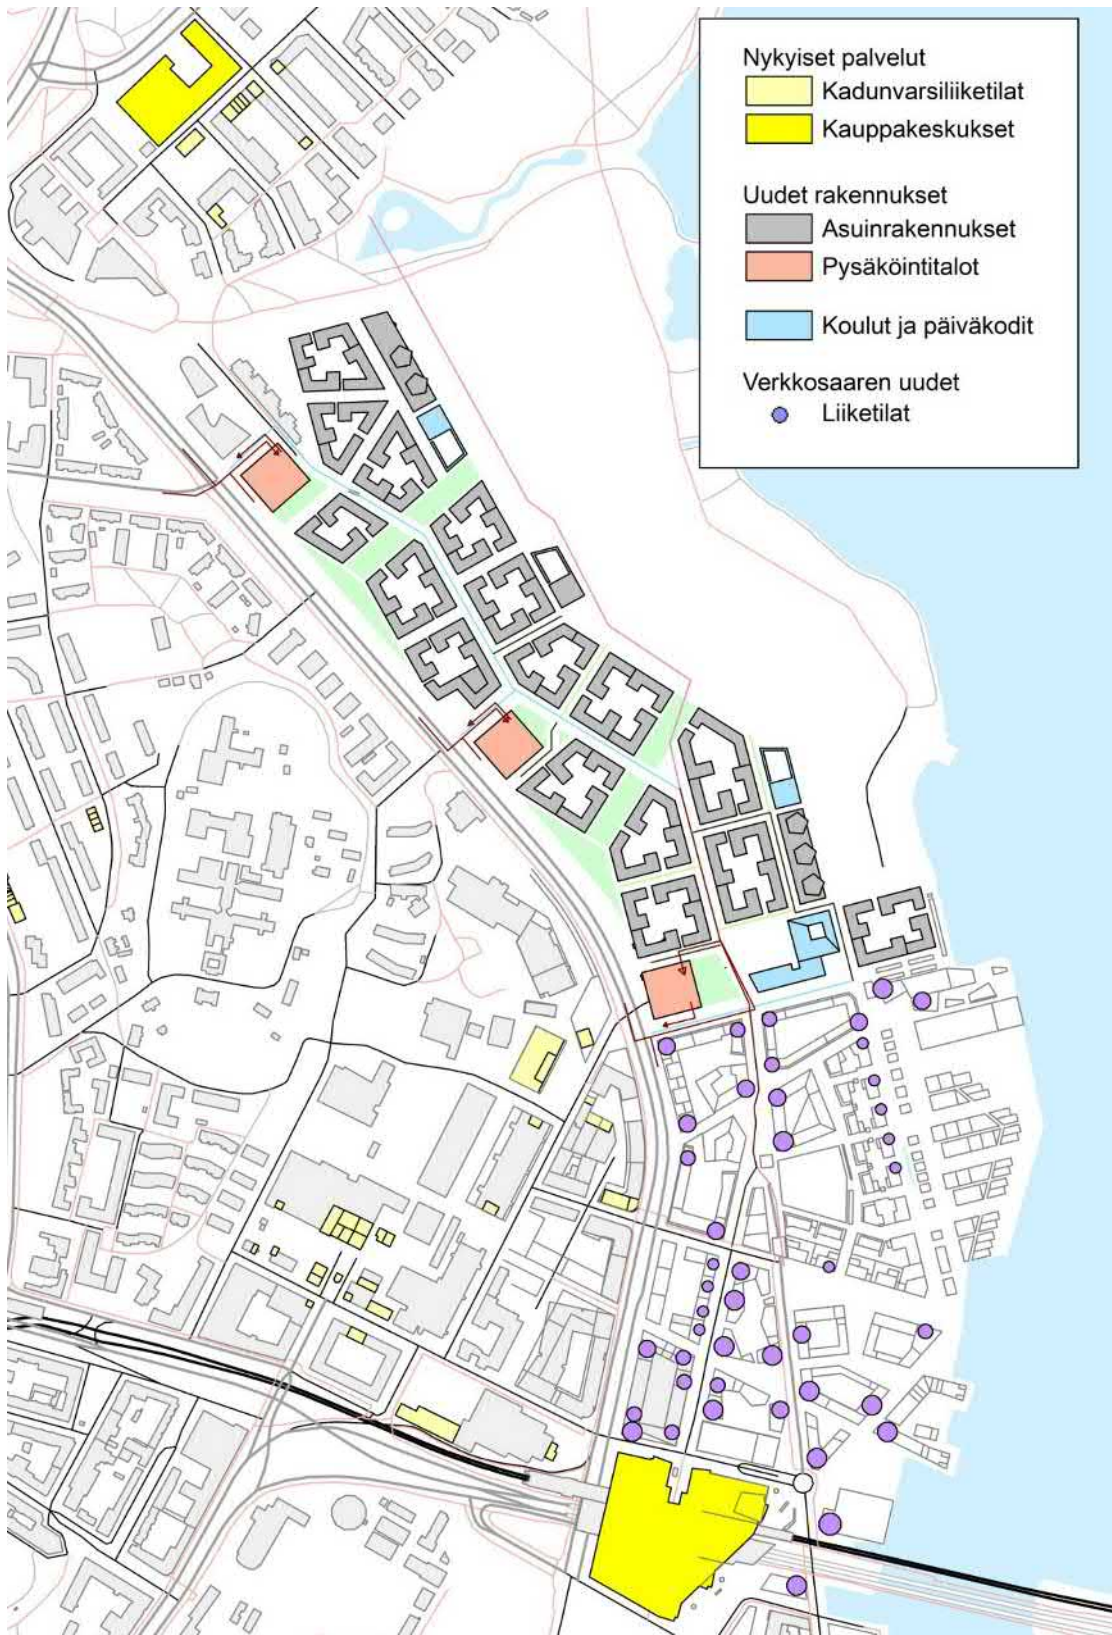 Nykyiset palvelut
Kadunvarsiliiketilat
Kauppakeskukset
Uudet rakennukset
Asuinrakennukset
Pysäköintitalot
Koulut ja päiväkodit
Verkkosaaren uudet
Liiketilat